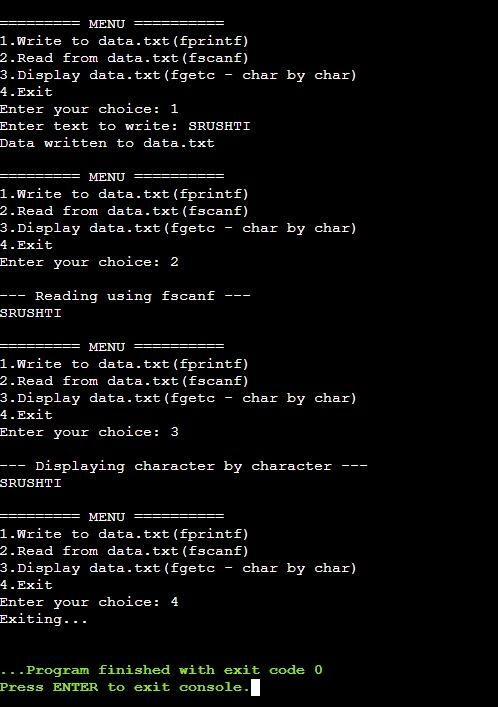 ========= MENU ==========
1.Write to data.txt(fprintf)
2.Read from data.txt(fscanf)
3.Display data.txt(fgetc - char by char)
4.Exit
Enter your choice: 1
Enter text to write: SRUSHTI
Data written to data.txt
========= MENU ==========
1.Write to data.txt(fprintf)
2.Read from data.txt(fscanf)
3.Display data.txt(fgetc - char by char)
4.Exit
Enter your choice: 2
--- Reading using fscanf ---
SRUSHTI
========= MENU ==========
1.Write to data.txt(fprintf)
2.Read from data.txt(fscanf)
3.Display data.txt(fgetc - char by char)
4.Exit
Enter your choice: 3
--- Displaying character by character ---
SRUSHTI
========= MENU ==========
1.Write to data.txt(fprintf)
2.Read from data.txt(fscanf)
3.Display data.txt(fgetc - char by char)
4.Exit
Enter your choice: 4
Exiting...
...Program finished with exit code 0
Press ENTER to exit console.